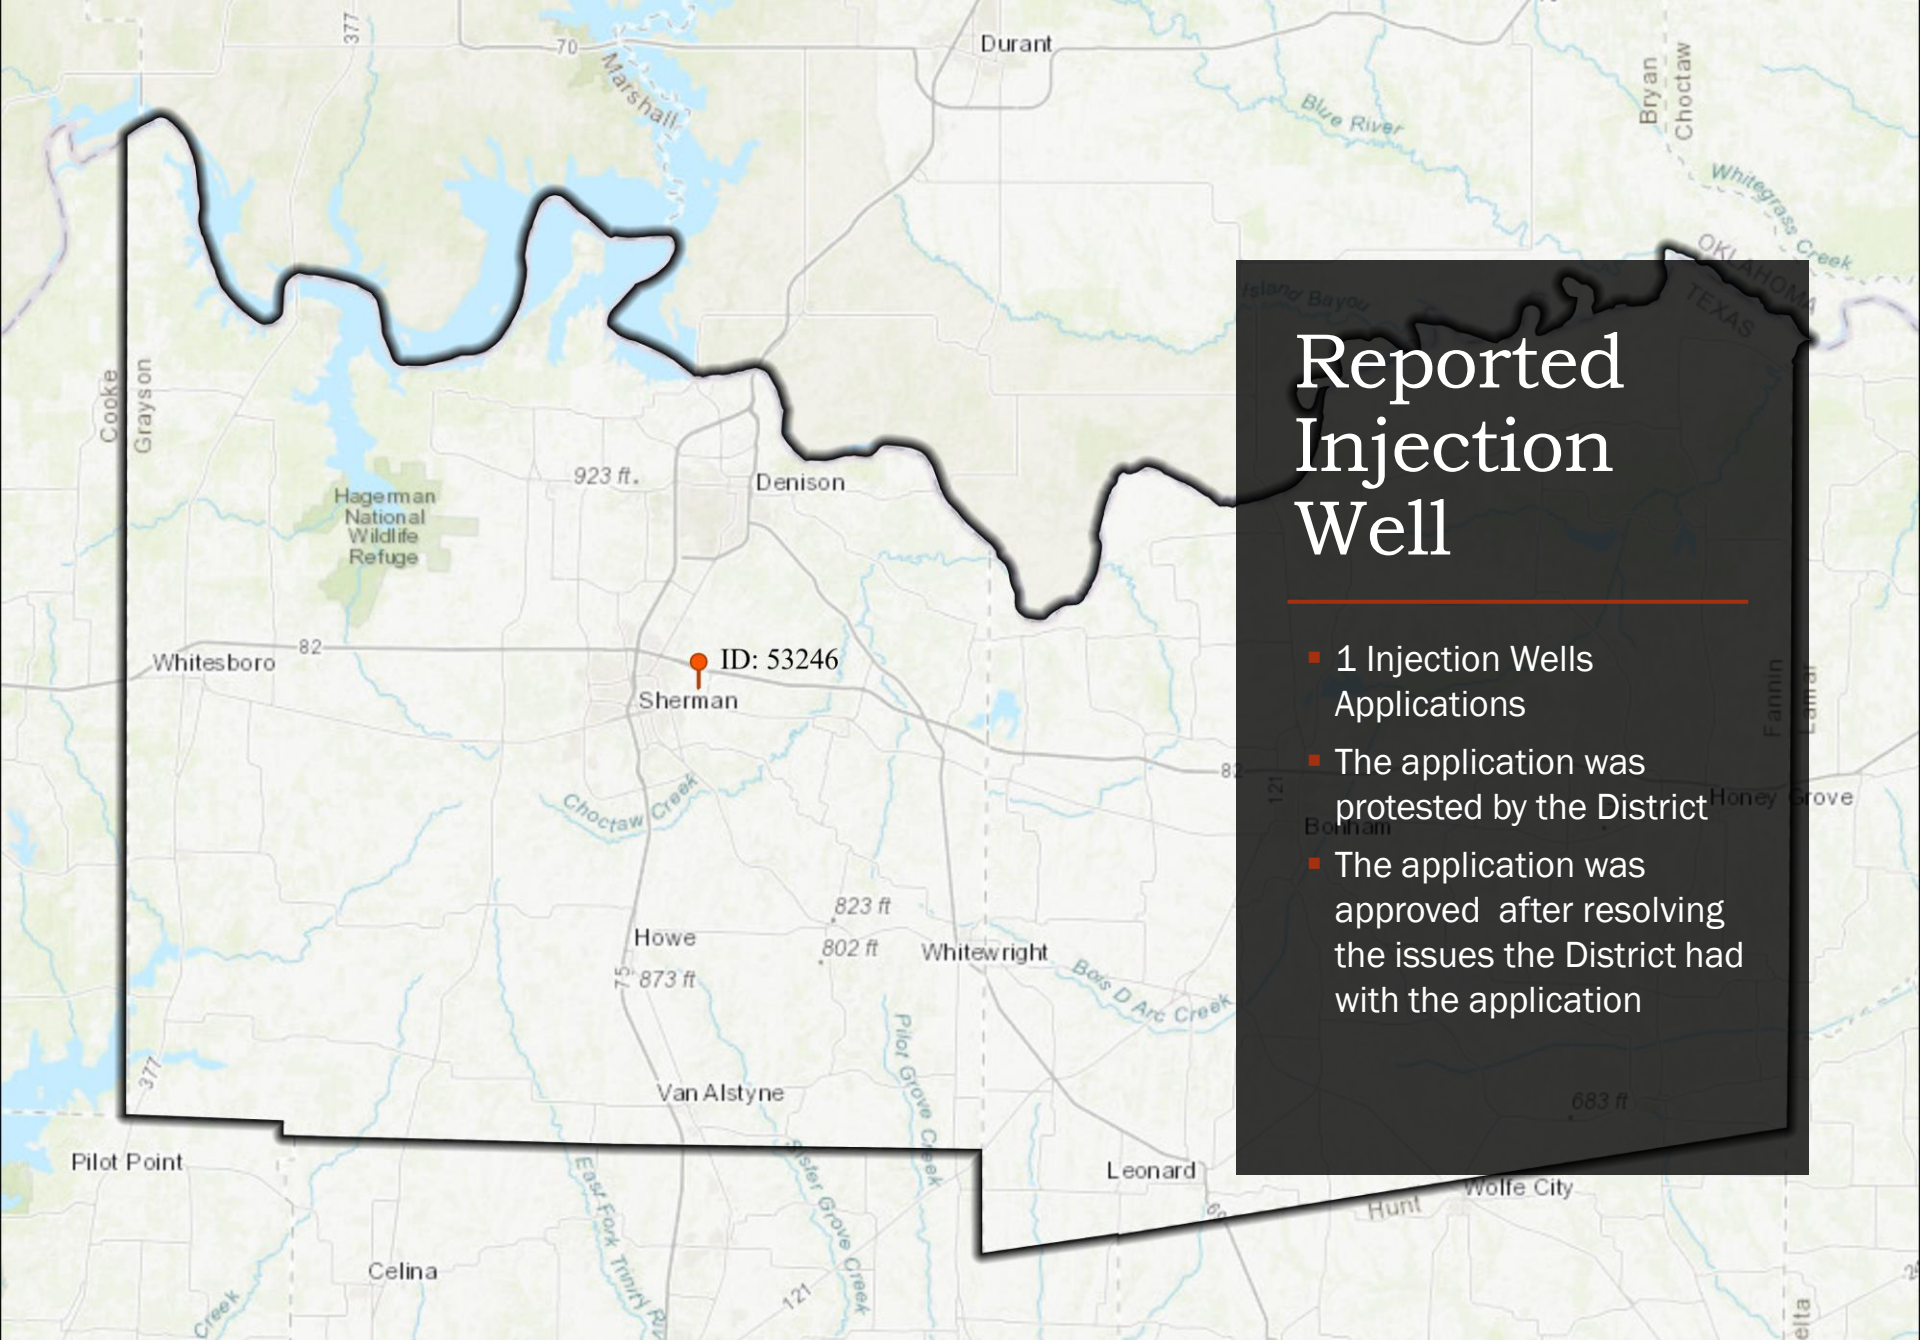 377
70
Durant
Marshall
Bryan
Choctaw
Blue River
Whitegrass Creek
OKLAHOMA
TEXAS
Island Bayou
Reported
Injection
Well
Cooke
Grayson
923 ft.
Denison
Hagerman
National
Wildlife
Refuge
82
Whitesboro
ID: 53246
Sherman
1 Injection Wells
Applications
Fannin
Lamar
82
121
The application was
protested by the District
Honey Grove
Bonham
Choctaw Creek
The application was
approved after resolving
the issues the District had
with the application
823 ft
802 ft
Howe
Whitewright
75
873 ft
Bois D Arc Creek
Pilot Grove Creek
377
Van Alstyne
683 ft
Pilot Point
Leonard
Wolfe City
Hunt
69
East Fork Trinity
Sister Grove Creek
Celina
121
Creek